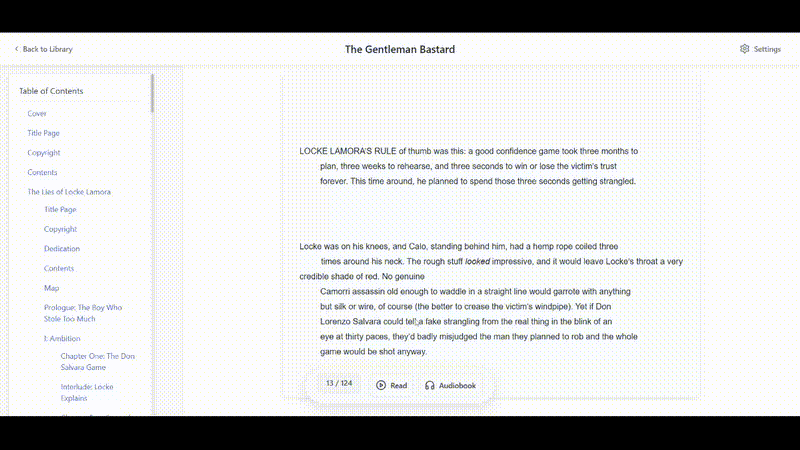 Back to Library
The Gentleman Bastard
Settings
Table of Contents
Cover
Title Page
Copyright
Contents
The Lies of Locke Lamora
Title Page
Copyright
Dedication
Contents
Map
Prologue: The Boy Who
Stole Too Much
I: Ambition
Chapter One: The Don
Salvara Game
Interlude: Locke
Explains
LOCKE LAMORA'S RULE of thumb was this: a good confidence game took three months to
plan, three weeks to rehearse, and three seconds to win or lose the victim's trust
forever. This time around, he planned to spend those three seconds getting strangled.
Locke was on his knees, and Calo, standing behind him, had a hemp rope coiled three
times around his neck. The rough stuff looked impressive, and it would leave Locke's throat a very
credible shade of red. No genuine
Camorri assassin old enough to waddle in a straight line would garrote with anything
but silk or wire, of course (the better to crease the victim's windpipe). Yet if Don
Lorenzo Salvara could tell a fake strangling from the real thing in the blink of an
eye at thirty paces, they'd badly misjudged the man they planned to rob and the whole
game would be shot anyway.
13 / 124
Read
Audiobook